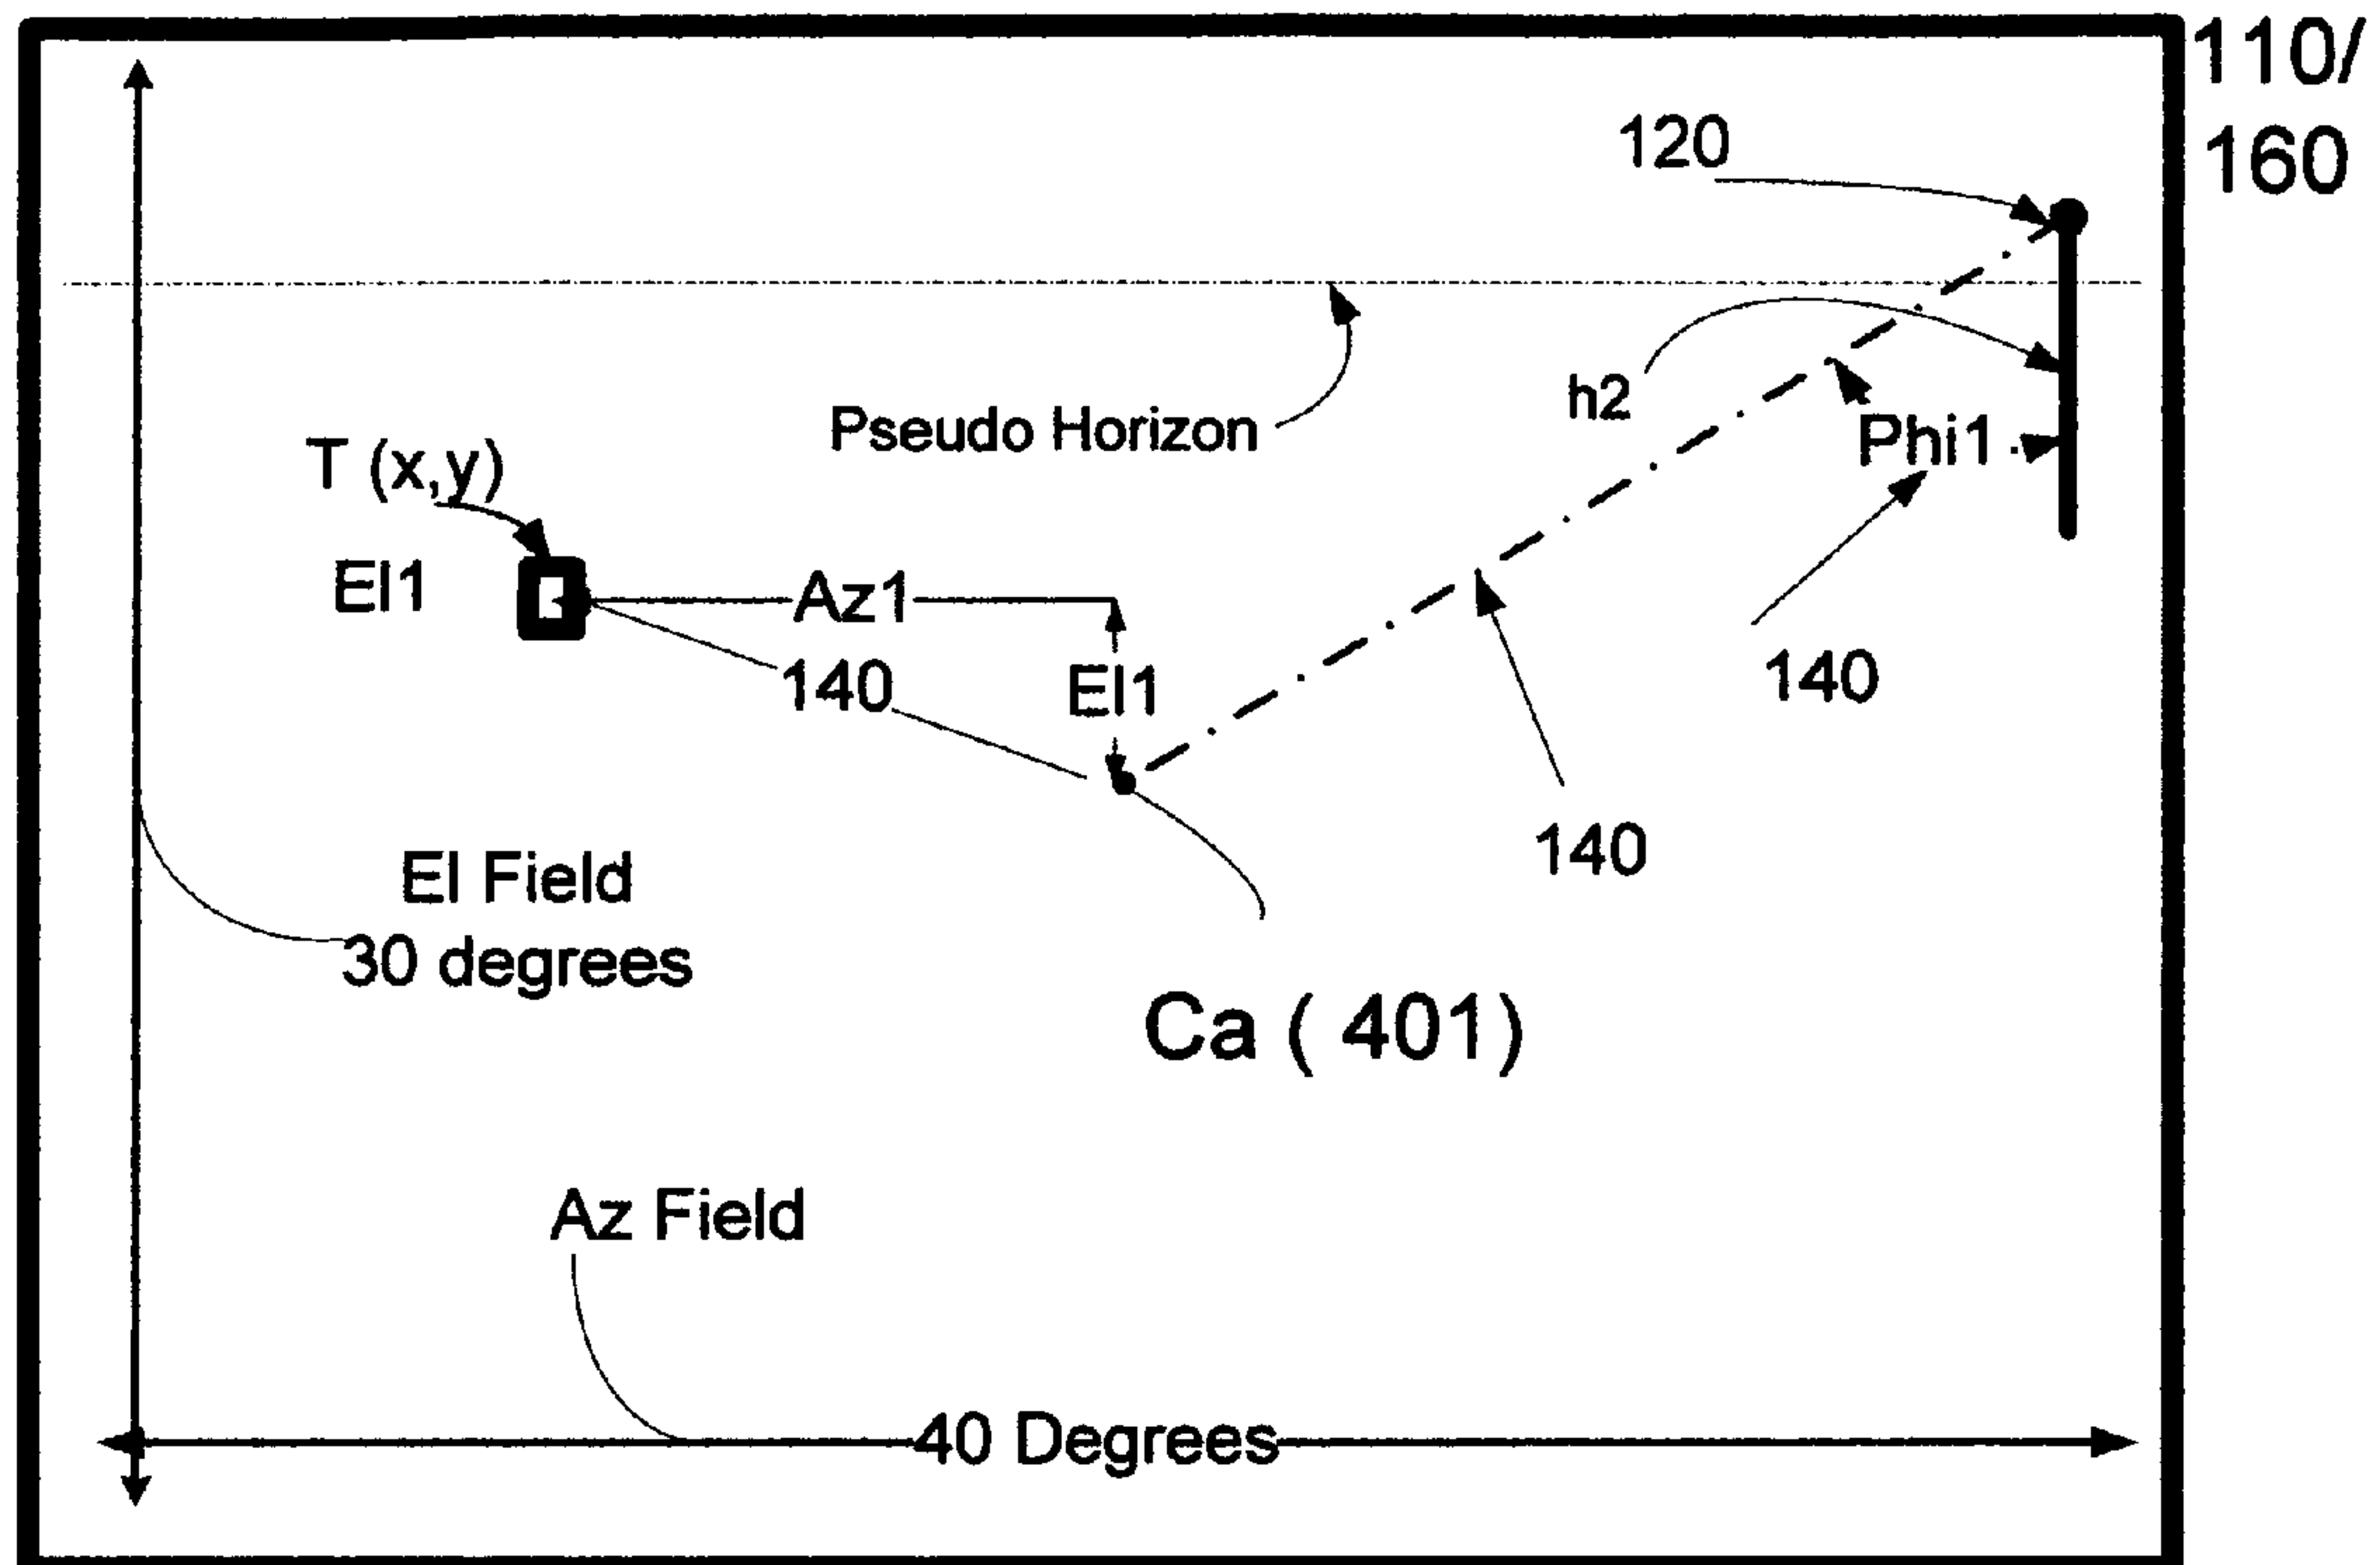 110/
160
120
h2
Pseudo Horizon
Phi1
T (x,y)
El1
Az1
140
El1
140
140
El Field
30 degrees
Ca ( 401)
Az Field
40 Degrees